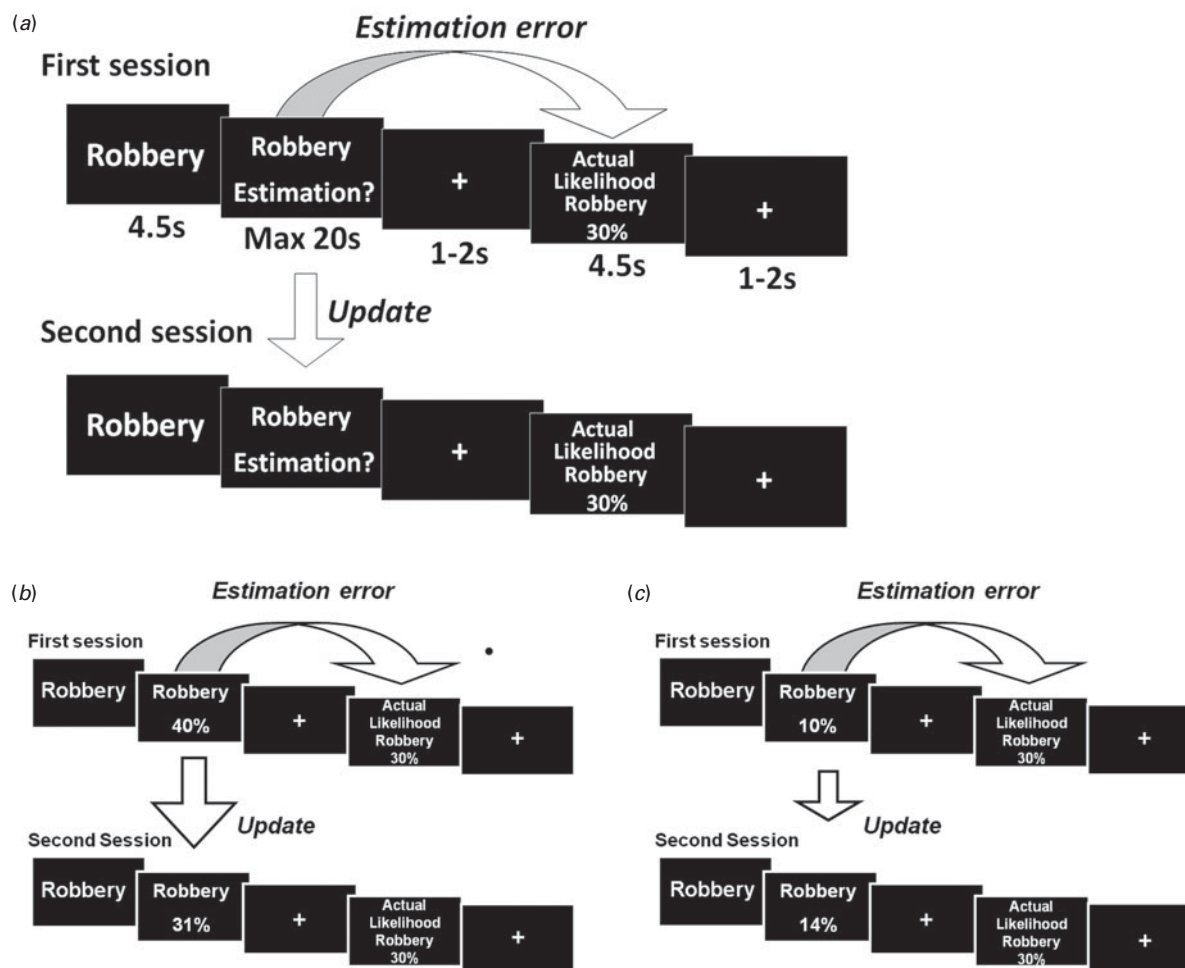 (a)
Estimation error
First session
Robbery
Robbery
Estimation?
+
Actual
Likelihood
Robbery
30%
+
4.5s
Max 20s
1-2s
4.5s
1-2s
Update
Second session
Robbery
Robbery
Estimation?
+
Actual
Likelihood
Robbery
30%
+
(b)
Estimation error
First session
Robbery
Robbery
40%
+
Actual
Likelihood
Robbery
30%
+
Update
Second Session
Robbery
Robbery
31%
+
Actual
Likelihood
Robbery
30%
+
(c)
Estimation error
First session
Robbery
Robbery
10%
+
Actual
Likelihood
Robbery
30%
+
Update
Second Session
Robbery
Robbery
14%
+
Actual
Likelihood
Robbery
30%
+